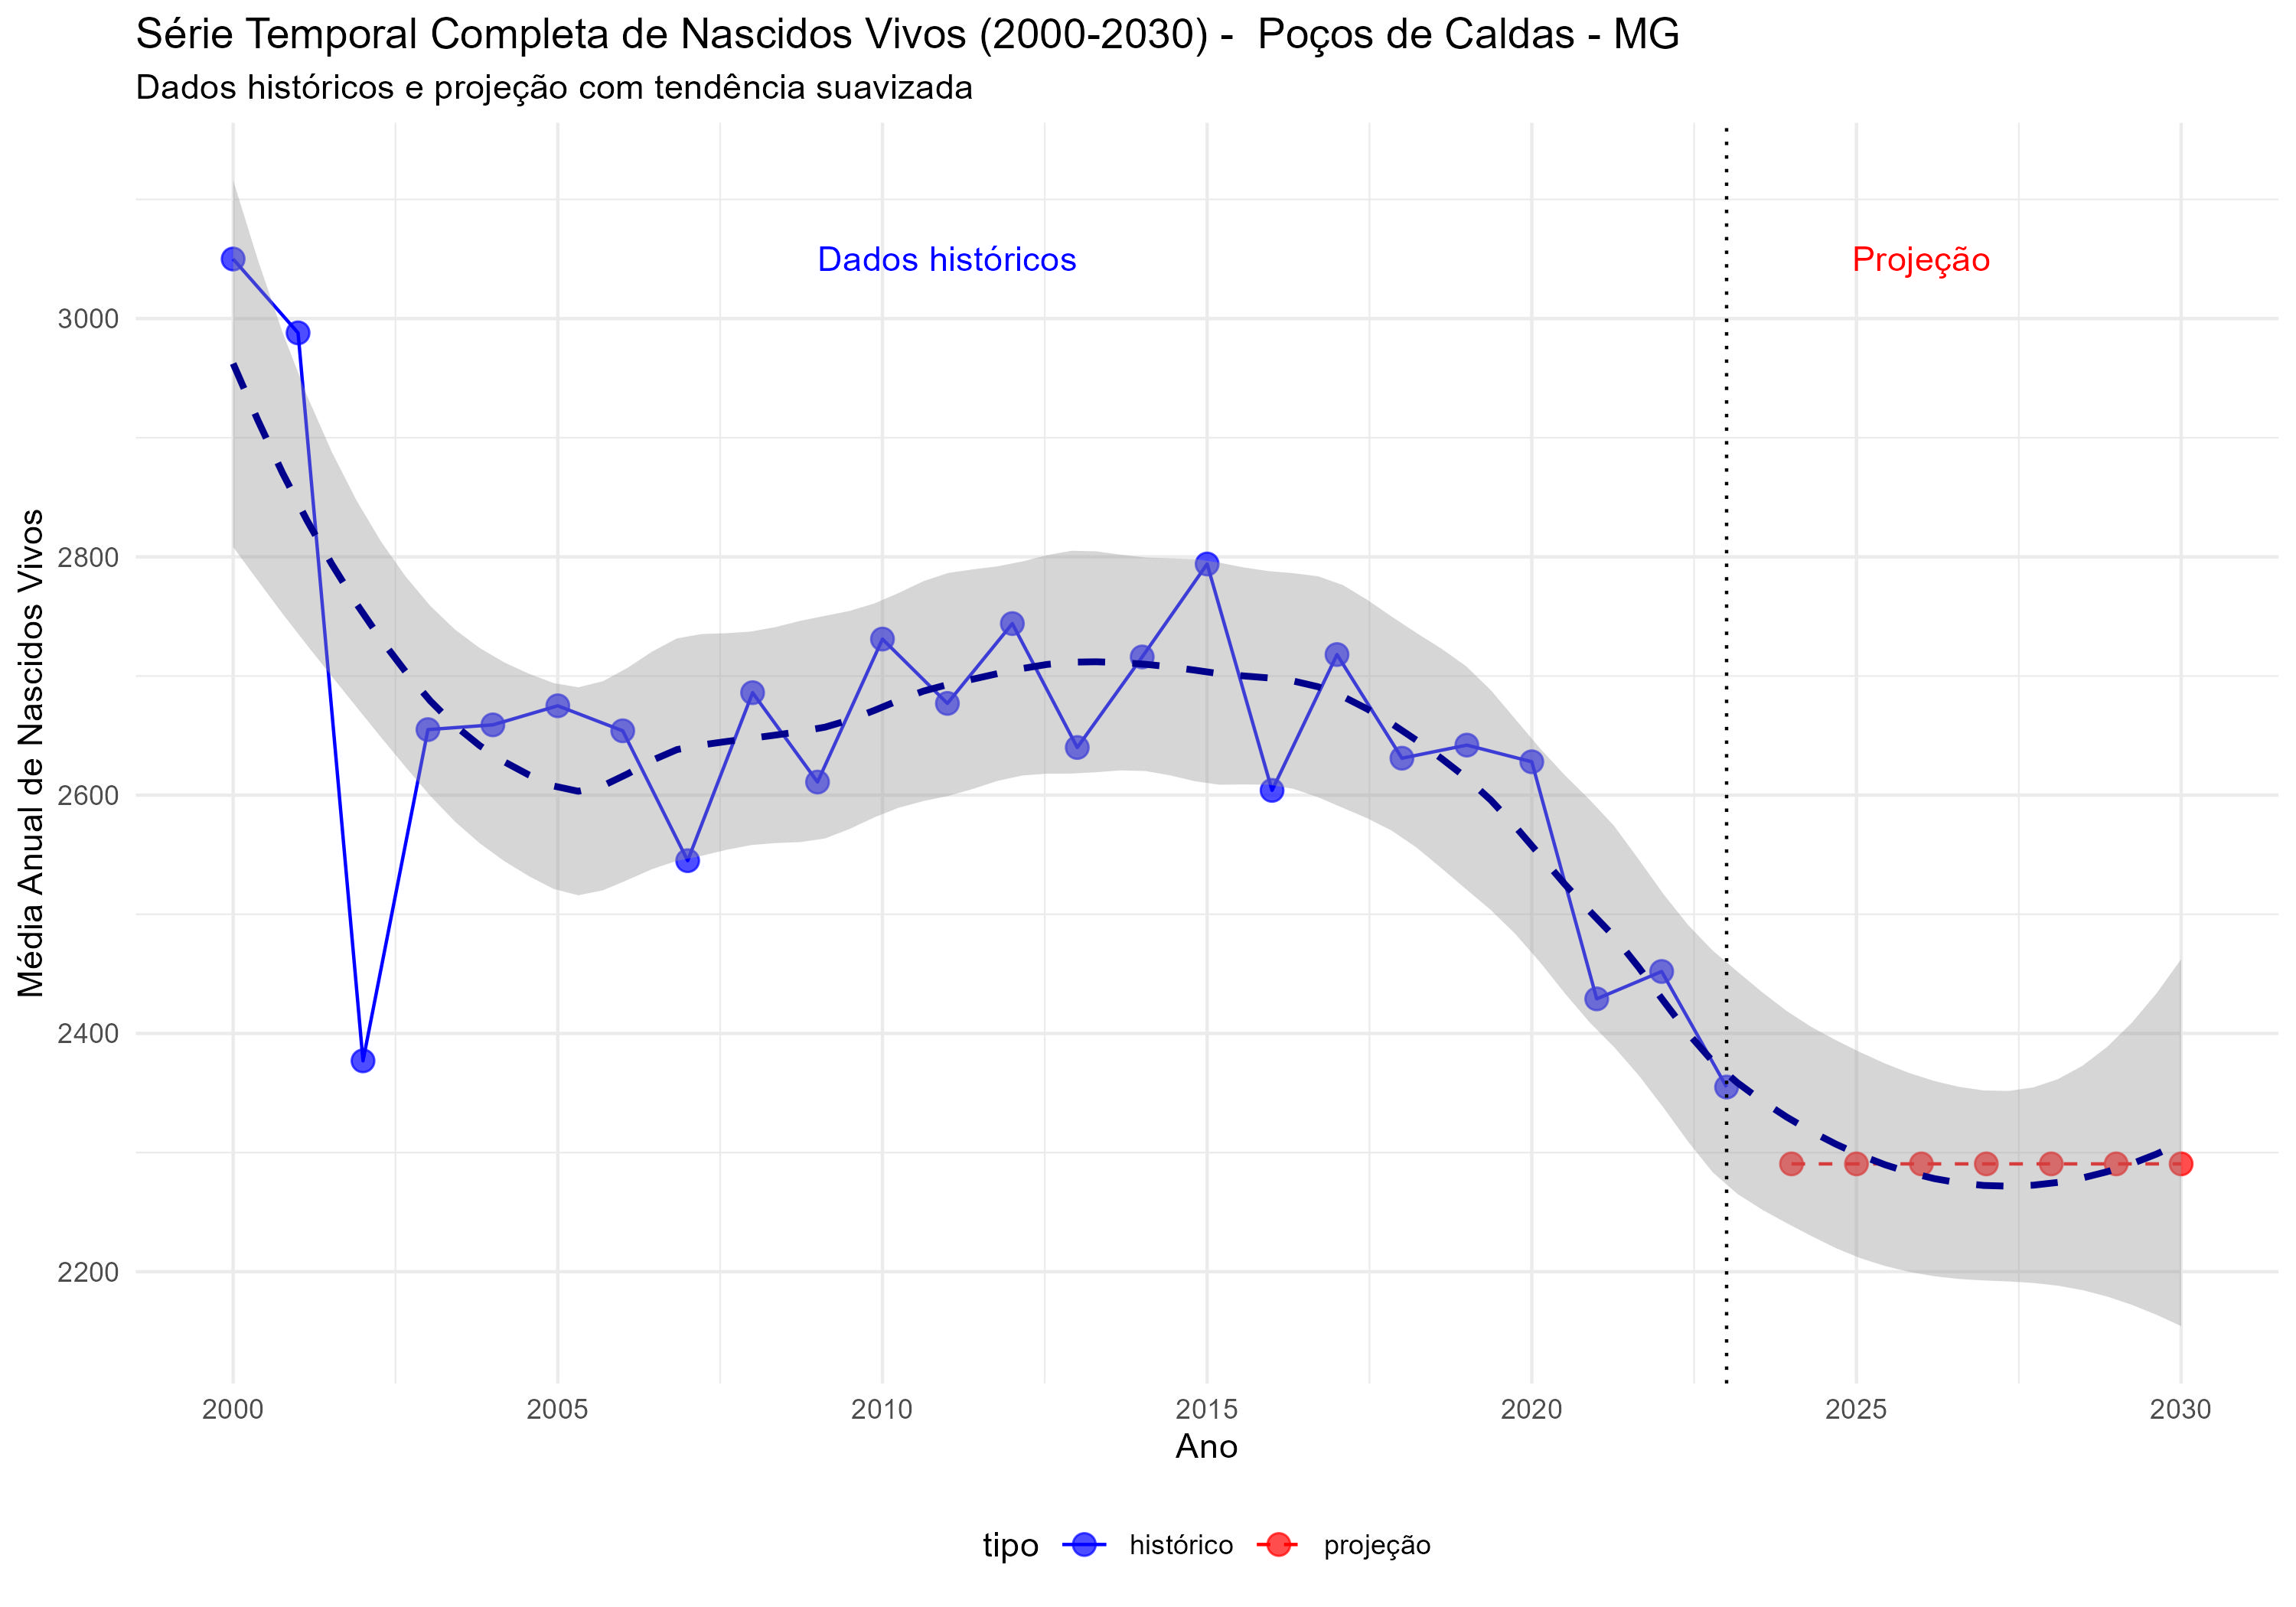 Série Temporal Completa de Nascidos Vivos (2000-2030) -  Poços de Caldas - MG
Dados históricos e projeção com tendência suavizada
Dados históricos
Projeção
Média Anual de Nascidos Vivos
3000
2800
2600
2400
2200
2000
2005
2010
2015
2020
2025
2030
Ano
tipo
histórico
projeção